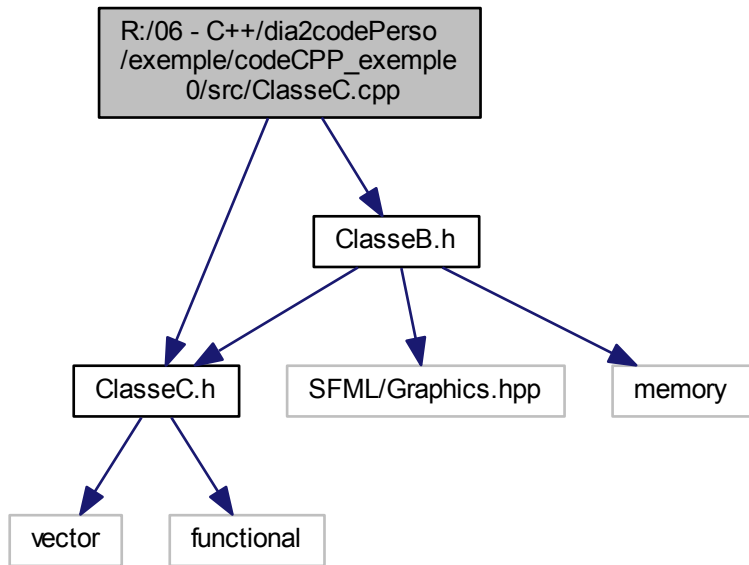 R:/06 - C++/dia2codePerso
/exemple/codeCPP_exemple
0/src/ClasseC.cpp
ClasseB.h
ClasseC.h
SFML/Graphics.hpp
memory
vector
functional